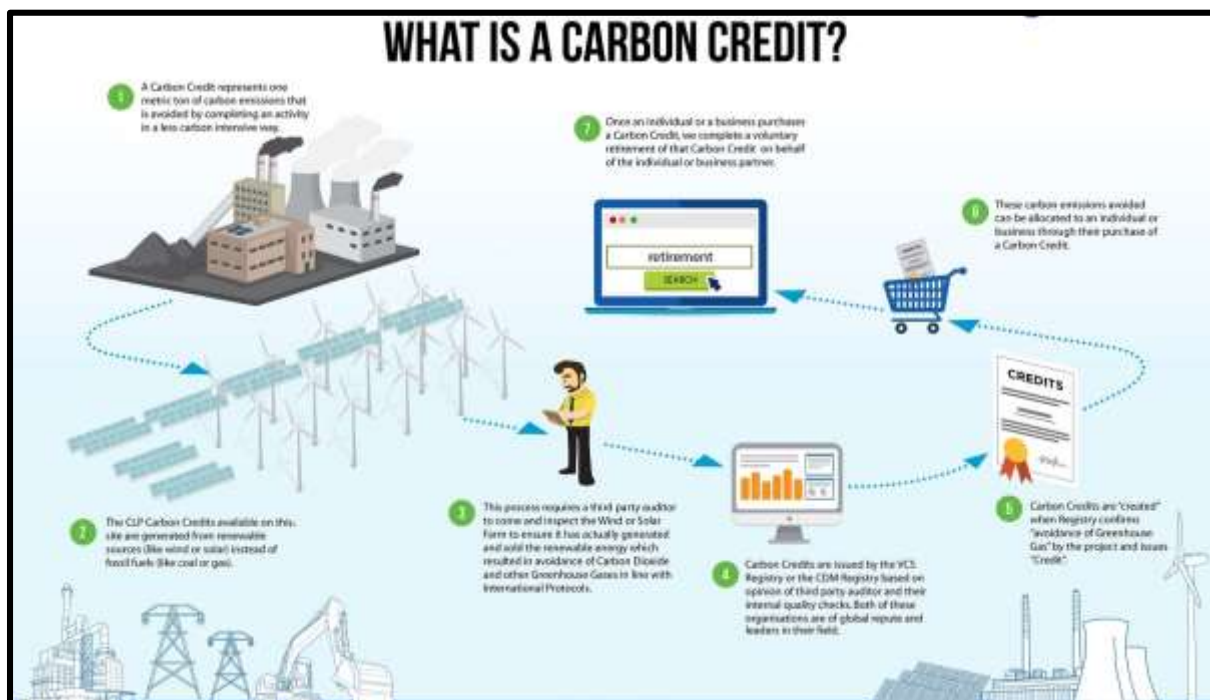 WHAT IS A CARBON CREDIT?
1
A Carbon Credit represents one
metric ton of carbon emissions that
is avoided by completing an activity
in a less carbon intensive way.
2
The CLP Carbon Credits available on this
site are generated from renewable
sources (like wind or solar) instead of
fossil fuels (like coal or gas).
3
This process requires a third party auditor
to come and inspect the Wind or Solar
Farm to ensure it has actually generated
and sold the renewable energy which
resulted in avoidance of Carbon Dioxide
and other Greenhouse Gases in line with
International Protocols.
4
Carbon Credits are issued by the VCS
Registry or the CDM Registry based on
opinion of third party auditor and their
internal quality checks. Both of these
organisations are of global repute and
leaders in their field.
CREDITS
5
Carbon Credits are "created"
when Registry confirms
"avoidance of Greenhouse
Gas" by the project and issues
"Credit".
6
These carbon emissions avoided
can be allocated to an individual or
business through their purchase of
a Carbon Credit.
7
Once an individual or a business purchases
a Carbon Credit, we complete a voluntary
retirement of that Carbon Credit on behalf
of the individual or business partner.
retirement
SEARCH